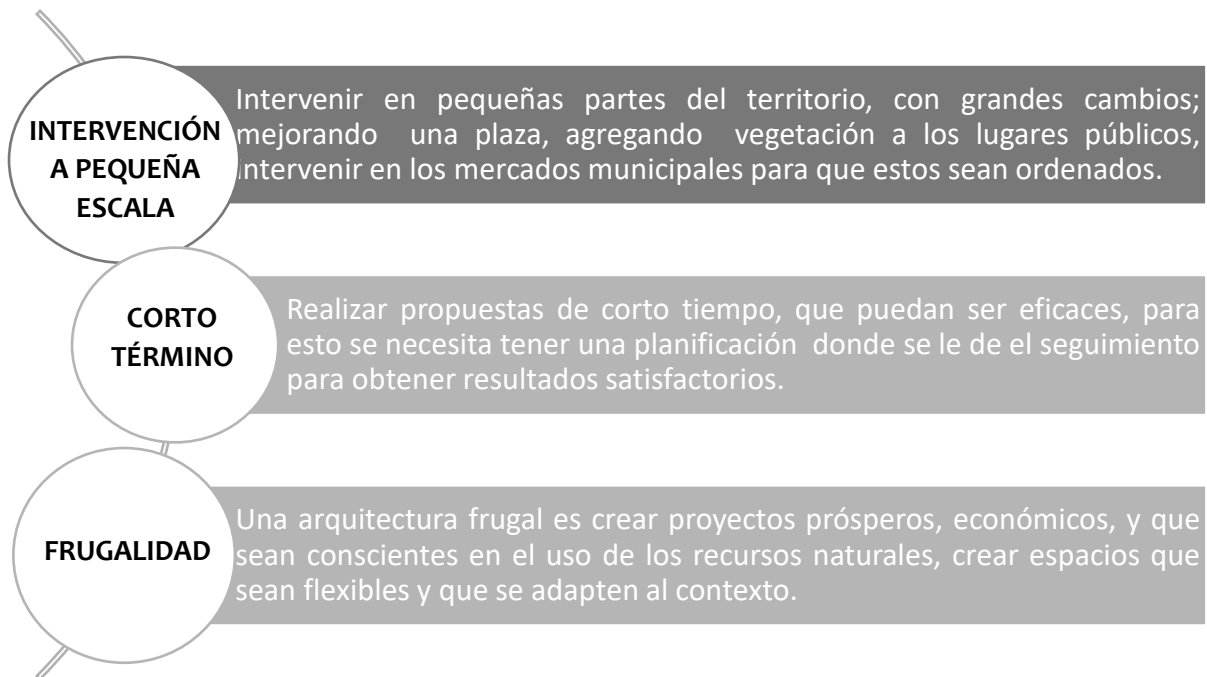 INTERVENCIÓN
A PEQUEÑA
ESCALA
Intervenir en pequeñas partes del territorio, con grandes cambios;
mejorando una plaza, agregando vegetación a los lugares públicos,
intervenir en los mercados municipales para que estos sean ordenados.
CORTO
TÉRMINO
Realizar propuestas de corto tiempo, que puedan ser eficaces, para
esto se necesita tener una planificación donde se le de el seguimiento
para obtener resultados satisfactorios.
FRUGALIDAD
Una arquitectura frugal es crear proyectos prósperos, económicos, y que
sean conscientes en el uso de los recursos naturales, crear espacios que
sean flexibles y que se adapten al contexto.